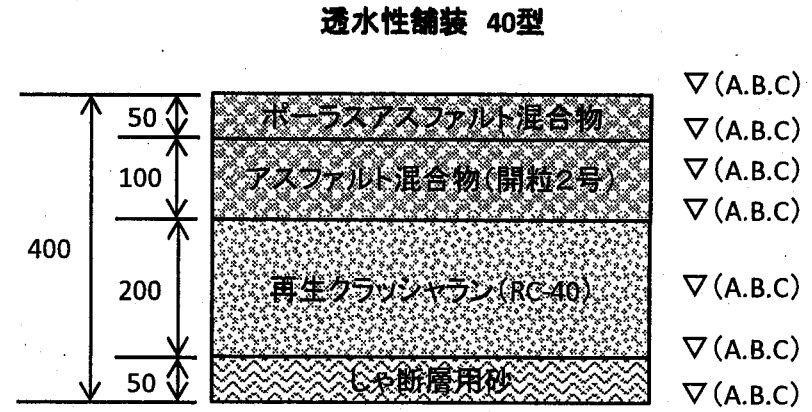 透水性舗装 40型
▽(A.B.C)
50 ポーラスアスファルト混合物
▽(A.B.C)
100 アスファルト混合物(開粒2号) ▽(A.B.C)
▽(A.B.C)
400
200 再生クラッシャラン(RC-40) ▽(A.B.C)
▽(A.B.C)
50 しゃ断層用砂 ▽(A.B.C)